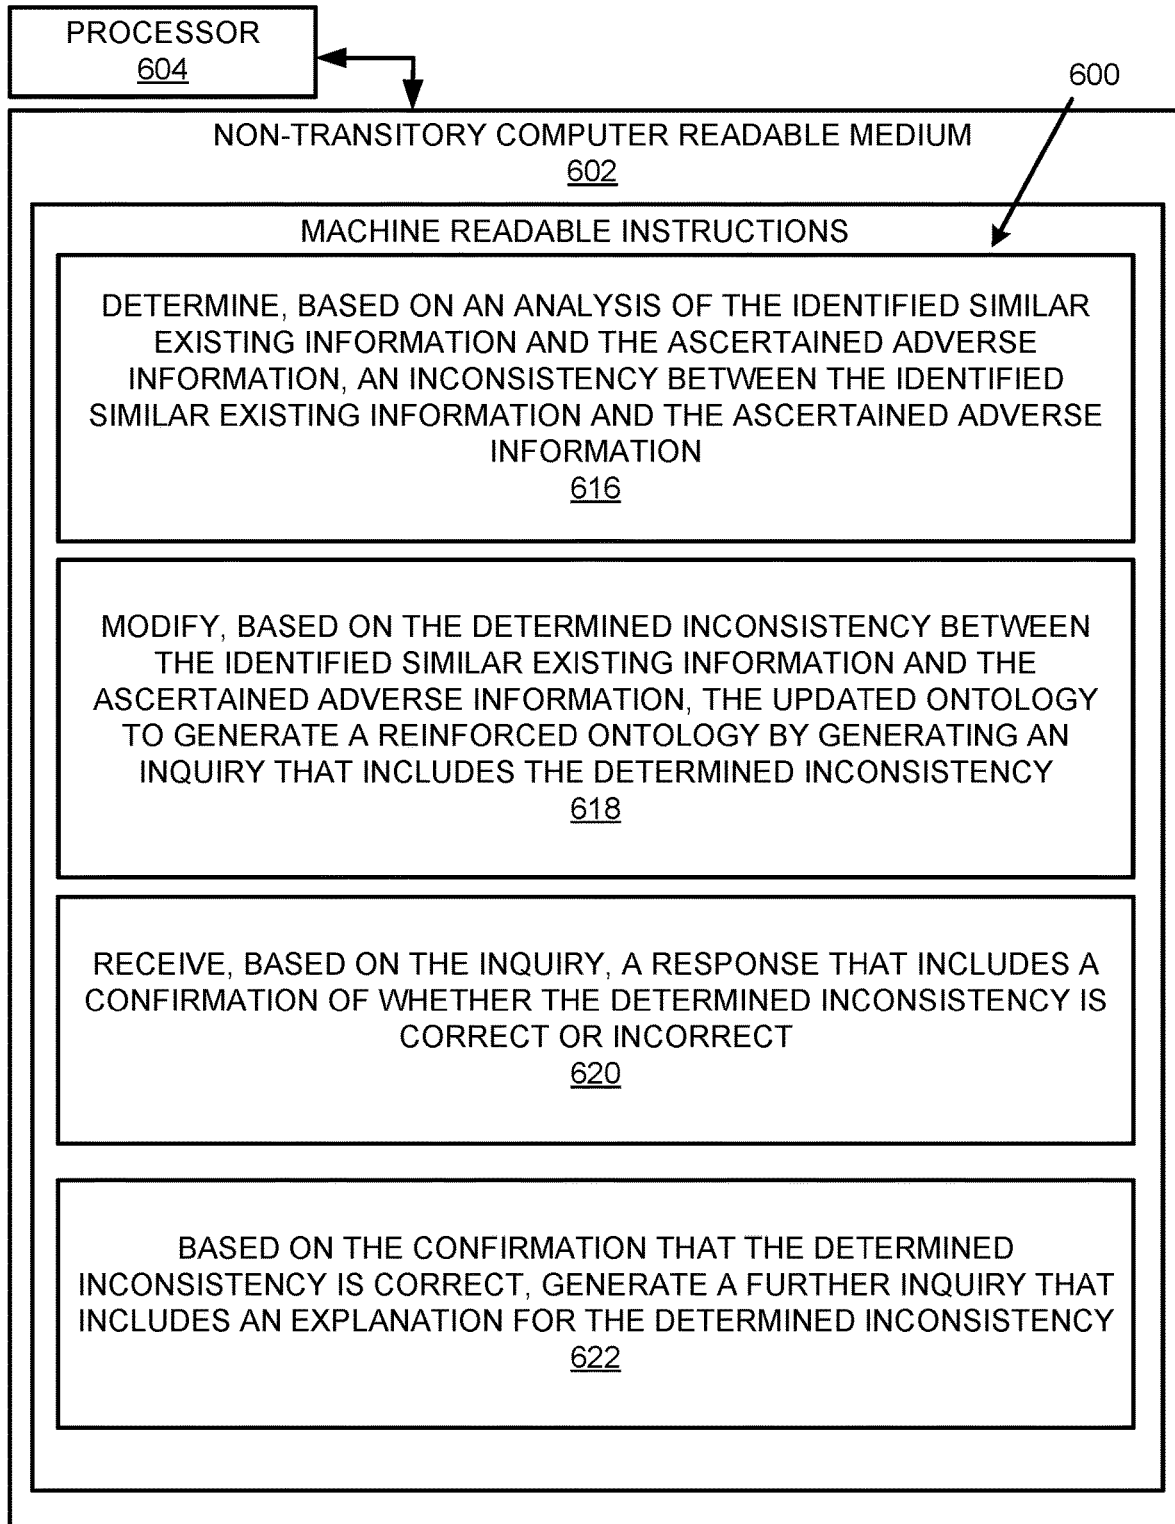 PROCESSOR
604
600
NON-TRANSITORY COMPUTER READABLE MEDIUM
602
MACHINE READABLE INSTRUCTIONS
DETERMINE, BASED ON AN ANALYSIS OF THE IDENTIFIED SIMILAR
EXISTING INFORMATION AND THE ASCERTAINED ADVERSE
INFORMATION, AN INCONSISTENCY BETWEEN THE IDENTIFIED
SIMILAR EXISTING INFORMATION AND THE ASCERTAINED ADVERSE
INFORMATION
616
MODIFY, BASED ON THE DETERMINED INCONSISTENCY BETWEEN
THE IDENTIFIED SIMILAR EXISTING INFORMATION AND THE
ASCERTAINED ADVERSE INFORMATION, THE UPDATED ONTOLOGY
TO GENERATE A REINFORCED ONTOLOGY BY GENERATING AN
INQUIRY THAT INCLUDES THE DETERMINED INCONSISTENCY
618
RECEIVE, BASED ON THE INQUIRY, A RESPONSE THAT INCLUDES A
CONFIRMATION OF WHETHER THE DETERMINED INCONSISTENCY IS
CORRECT OR INCORRECT
620
BASED ON THE CONFIRMATION THAT THE DETERMINED
INCONSISTENCY IS CORRECT, GENERATE A FURTHER INQUIRY THAT
INCLUDES AN EXPLANATION FOR THE DETERMINED INCONSISTENCY
622